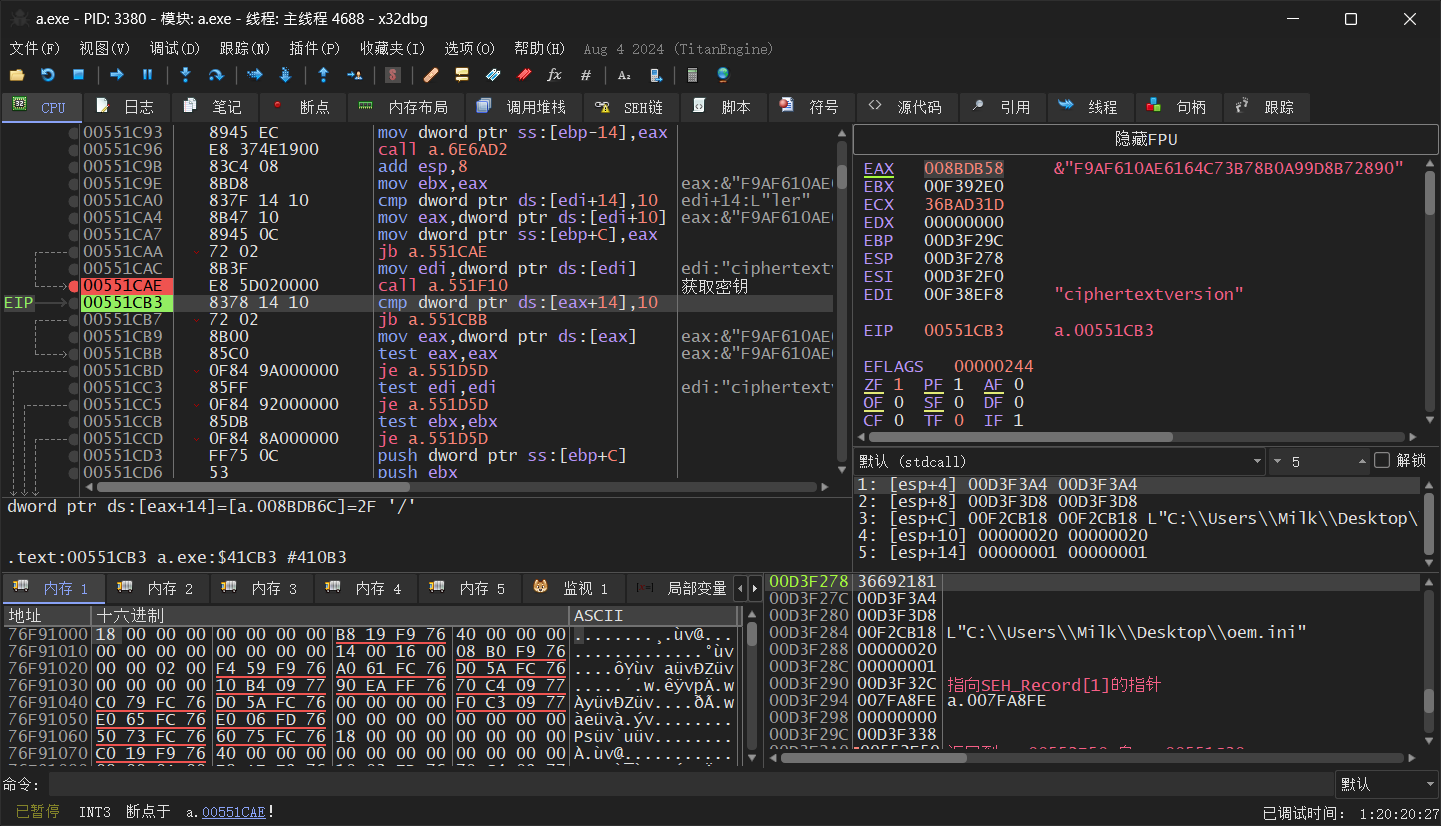 a.exe - PID: 3380 - 模块: a.exe - 线程: 主线程 4688 - x32dbg
文件(F) 视图(V) 调试(D) 跟踪(N) 插件(P) 收藏夹(I) 选项(O) 帮助(H) Aug 4 2024 (TitanEngine)
CPU 日志 笔记 断点 内存布局 调用堆栈 SEH链 脚本 符号 源代码 引用 线程 句柄 跟踪
00551C93 8945 EC mov dword ptr ss:[ebp-14],eax
00551C96 E8 374E1900 call a.6E6AD2
00551C9B 83C4 08 add esp,8
00551C9E 8BD8 mov ebx,eax eax:&"F9AF610AE
00551CA0 837F 14 10 cmp dword ptr ds:[edi+14],10 edi+14:L"ler"
00551CA4 8B47 10 mov eax,dword ptr ds:[edi+10] eax:&"F9AF610AE
00551CA7 8945 0C mov dword ptr ss:[ebp+C],eax
00551CAA 72 02 jb a.551CAE
00551CAC 8B3F mov edi,dword ptr ds:[edi] edi:"ciphertextv
00551CAE E8 5D020000 call a.551F10 获取密钥
EIP 00551CB3 8378 14 10 cmp dword ptr ds:[eax+14],10
00551CB7 72 02 jb a.551CBB
00551CB9 8B00 mov eax,dword ptr ds:[eax] eax:&"F9AF610AE
00551CBB 85C0 test eax,eax eax:&"F9AF610AE
00551CBD 0F84 9A000000 je a.551D5D
00551CC3 85FF test edi,edi edi:"ciphertextv
00551CC5 0F84 92000000 je a.551D5D
00551CCB 85DB test ebx,ebx
00551CCD 0F84 8A000000 je a.551D5D
00551CD3 FF75 0C push dword ptr ss:[ebp+C]
00551CD6 53 push ebx
dword ptr ds:[eax+14]=[a.008BDB6C]=2F '/'
.text:00551CB3 a.exe:$41CB3 #410B3
隐藏FPU
EAX 008BDB58 &"F9AF610AE6164C73B78B0A99D8B72890"
EBX 00F392E0
ECX 36BAD31D
EDX 00000000
EBP 00D3F29C
ESP 00D3F278
ESI 00D3F2F0
EDI 00F38EF8 "ciphertextversion"
EIP 00551CB3 a.00551CB3
EFLAGS 00000244
ZF 1 PF 1 AF 0
OF 0 SF 0 DF 0
CF 0 TF 0 IF 1
默认 (stdcall) 5 解锁
1: [esp+4] 00D3F3A4 00D3F3A4
2: [esp+8] 00D3F3D8 00D3F3D8
3: [esp+C] 00F2CB18 00F2CB18 L"C:\\Users\\Milk\\Desktop\
4: [esp+10] 00000020 00000020
5: [esp+14] 00000001 00000001
内存 1 内存 2 内存 3 内存 4 内存 5 监视 1 局部变量
地址 十六进制 ASCII
76F91000 18 00 00 00 00 00 00 00 B8 19 F9 76 40 00 00 00 ........¸.ùv@...
76F91010 00 00 00 00 00 00 00 00 14 00 16 00 08 B0 F9 76 .............°ùv
76F91020 00 00 02 00 F4 59 F9 76 A0 61 FC 76 D0 5A FC 76 ....ôYùv aüvÐZüv
76F91030 00 00 00 00 10 B4 09 77 90 EA FF 76 70 C4 09 77 .....´.w.êÿvpÄ.w
76F91040 C0 79 FC 76 D0 5A FC 76 00 00 00 00 F0 C3 09 77 ÀyüvÐZüv....ðÃ.w
76F91050 E0 65 FC 76 E0 06 FD 76 00 00 00 00 00 00 00 00 àeüvà.ýv........
76F91060 50 73 FC 76 60 75 FC 76 18 00 00 00 00 00 00 00 Psüv`uüv........
76F91070 C0 19 F9 76 40 00 00 00 00 00 00 00 00 00 00 00 À.ùv@...........
00D3F278 36692181
00D3F27C 00D3F3A4
00D3F280 00D3F3D8
00D3F284 00F2CB18 L"C:\\Users\\Milk\\Desktop\\oem.ini"
00D3F288 00000020
00D3F28C 00000001
00D3F290 00D3F32C 指向SEH_Record[1]的指针
00D3F294 007FA8FE a.007FA8FE
00D3F298 00000000
00D3F29C 00D3F338
命令: 默认
已暂停 INT3 断点于 a.00551CAE! 已调试时间: 1:20:20:27